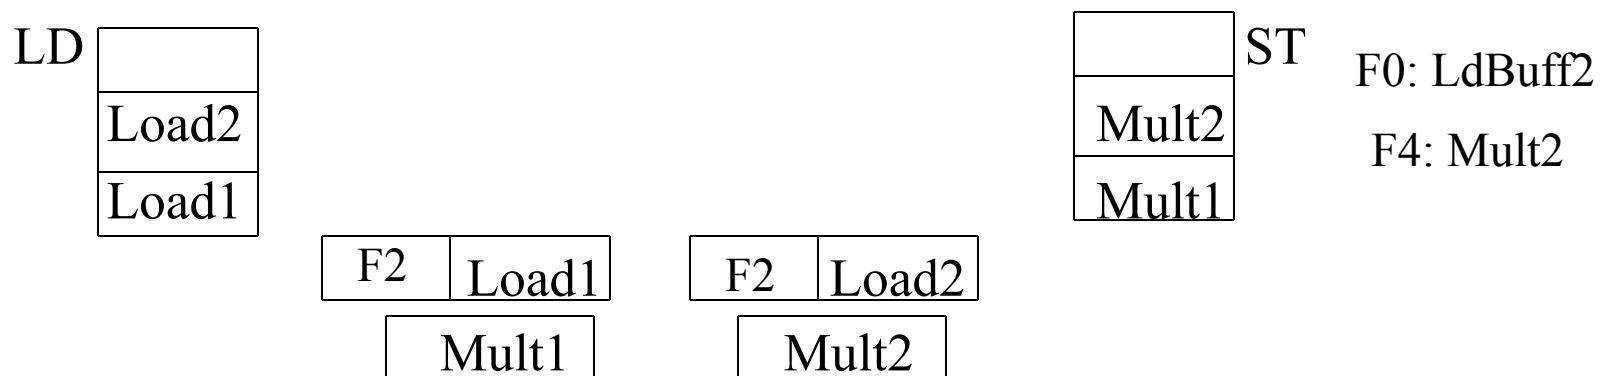 LD
Load2
Load1
F2 Load1
Mult1
F2 Load2
Mult2
ST
Mult2
Mult1
F0: LdBuff2
F4: Mult2